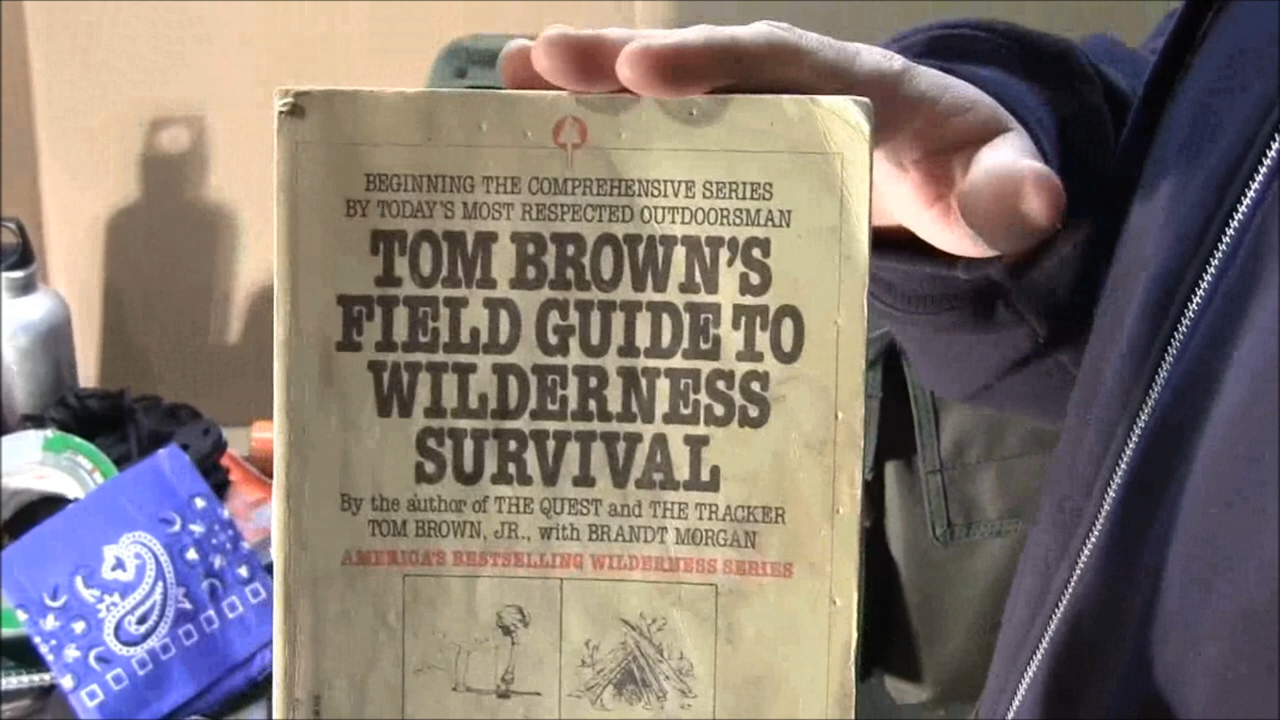 BEGINNING THE COMPREHENSIVE SERIES
BY TODAY'S MOST RESPECTED OUTDOORSMAN
TOM BROWN'S
FIELD GUIDE TO
WILDERNESS
SURVIVAL
By the author of THE QUEST and THE TRACKER
TOM BROWN, JR., with BRANDT MORGAN
AMERICA'S BESTSELLING WILDERNESS SERIES